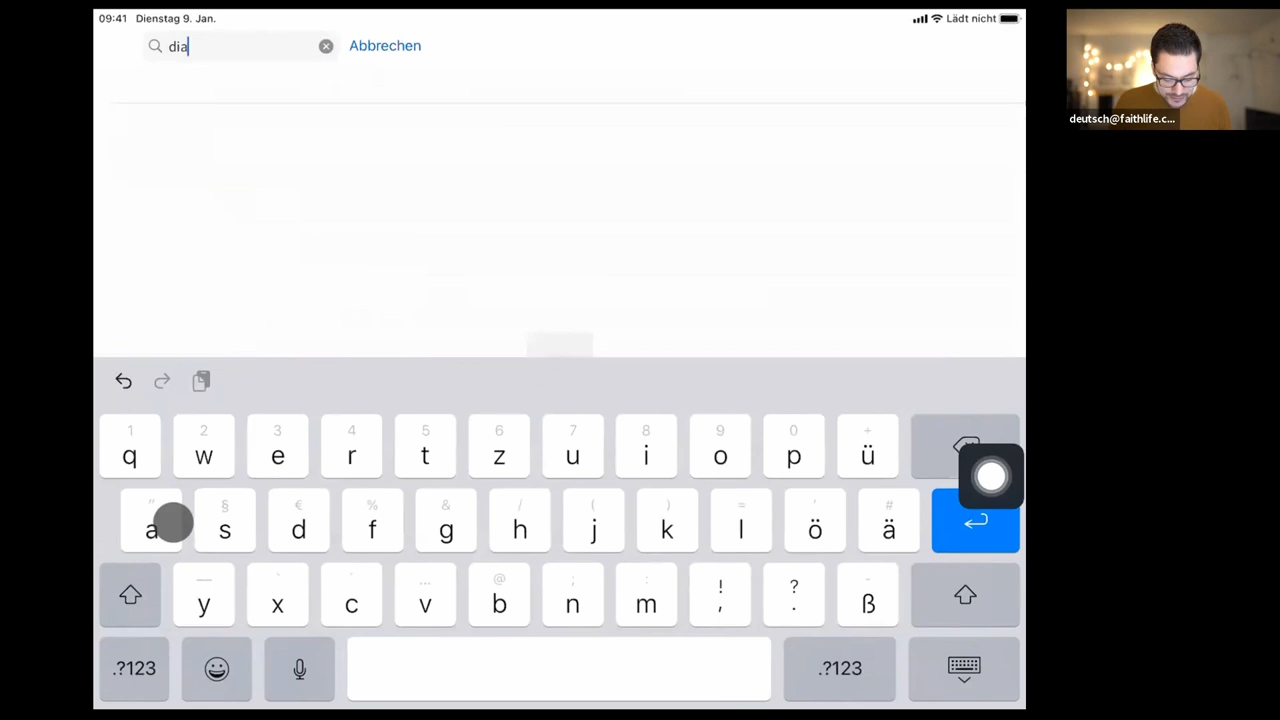 09:41 Dienstag 9. Jan.
Lädt nicht
dia
Abbrechen
deutsch@faithlife.c...
1 2 3 4 5 6 7 8 9 0 +
q w e r t z u i o p ü
" § € % & / ( ) = ' #
a s d f g h j k l ö ä
— ` ' ... @ ; : ! ? -
y x c v b n m , . ß
.?123 .?123